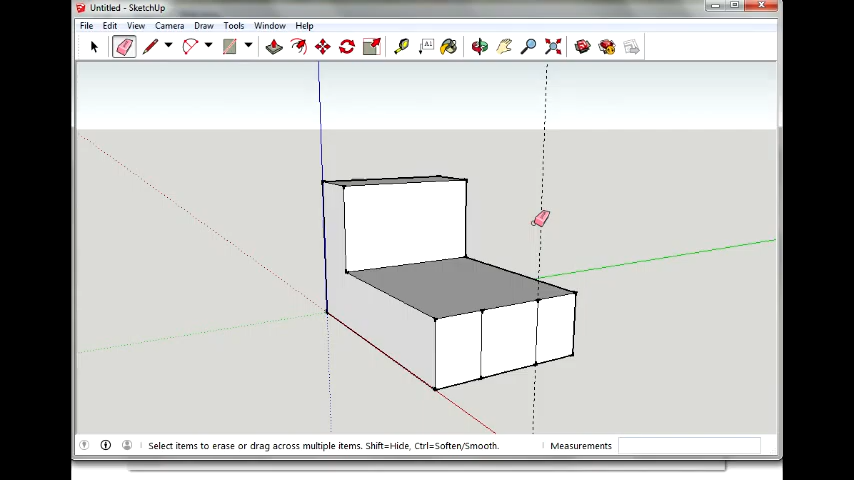 Untitled - SketchUp
File Edit View Camera Draw Tools Window Help
A1
Select items to erase or drag across multiple items. Shift=Hide, Ctrl=Soften/Smooth.
Measurements